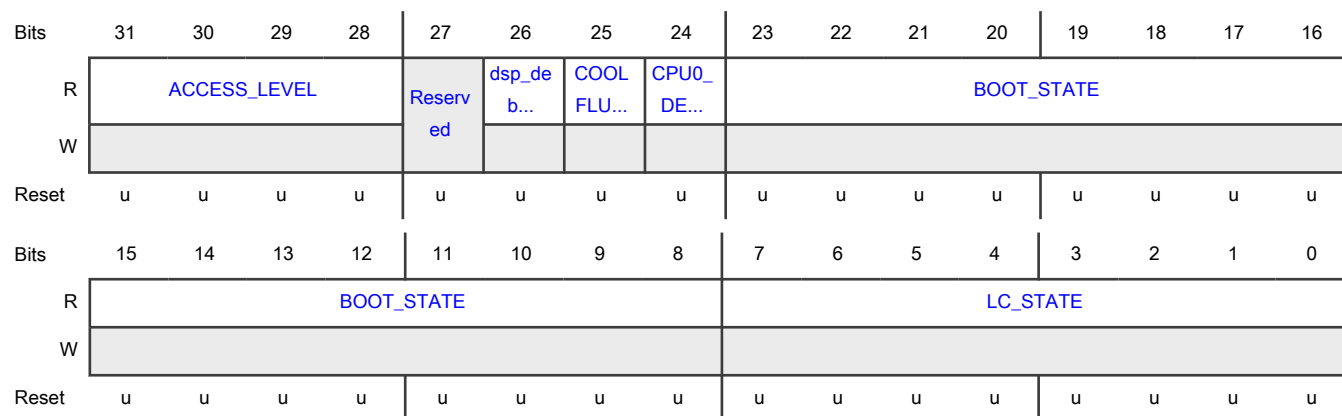 Bits 31 30 29 28 27 26 25 24 23 22 21 20 19 18 17 16
R ACCESS_LEVEL Reserv ed dsp_de b... COOL FLU... CPU0_ DE... BOOT_STATE
W
Reset u u u u u u u u u u u u u u u u
Bits 15 14 13 12 11 10 9 8 7 6 5 4 3 2 1 0
R BOOT_STATE LC_STATE
W
Reset u u u u u u u u u u u u u u u u